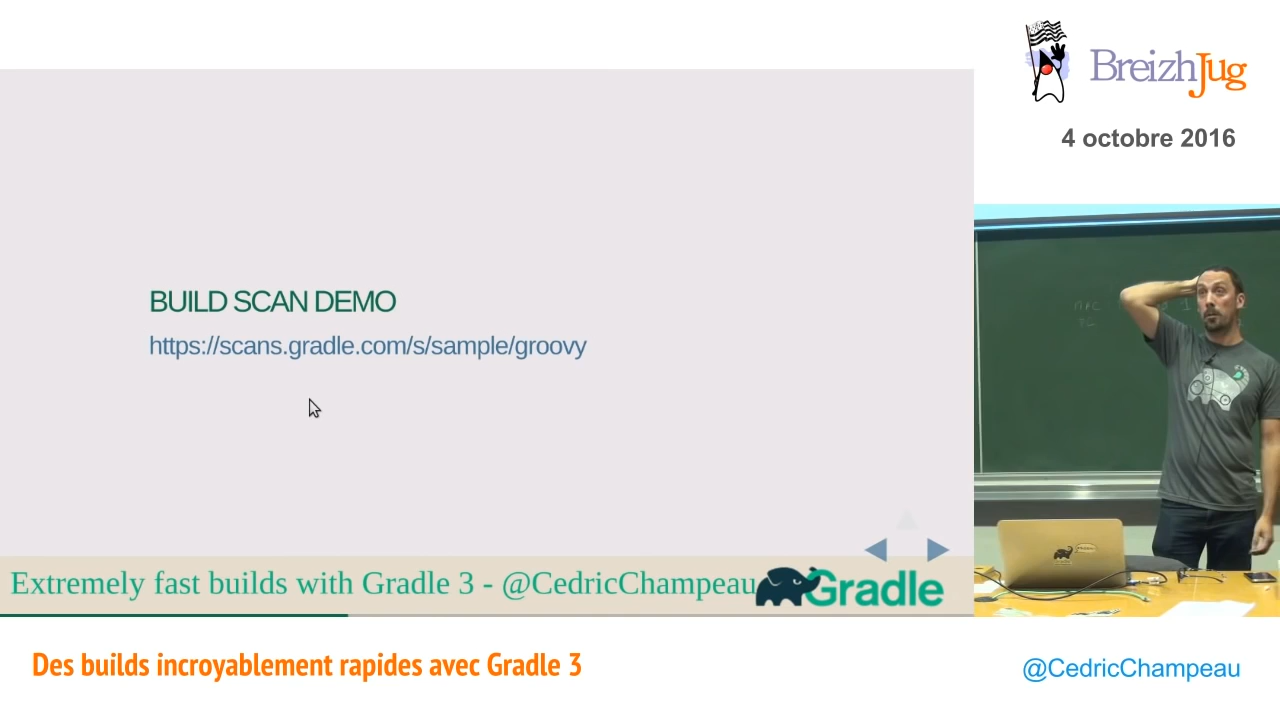 BreizhJug
4 octobre 2016
BUILD SCAN DEMO
https://scans.gradle.com/s/sample/groovy
Extremely fast builds with Gradle 3 - @CedricChampeau
Gradle
Des builds incroyablement rapides avec Gradle 3
@CedricChampeau